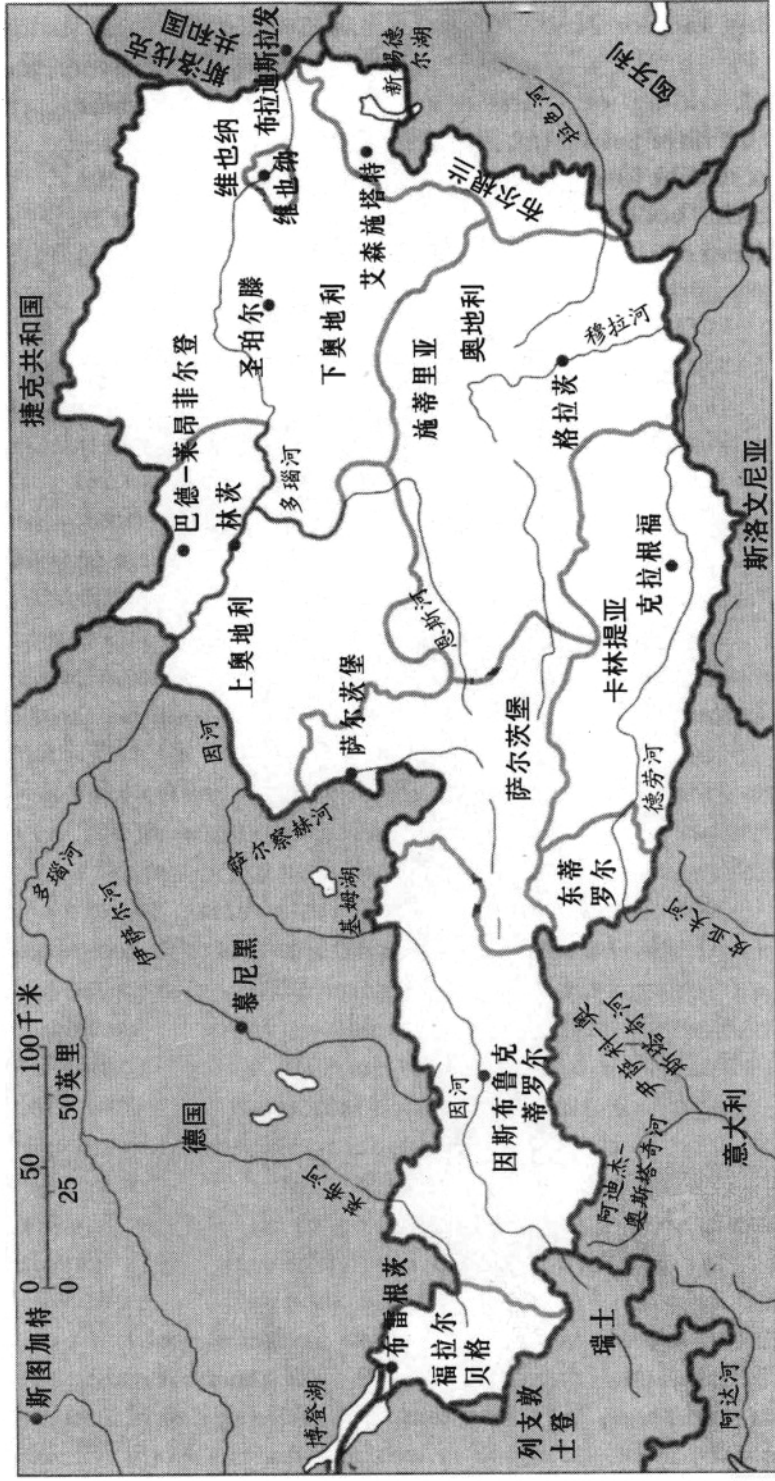 斯图加特
0
50
100千米
0
25
50英里
捷克共和国
斯洛伐克
共和国
德国
多瑙河
伊萨尔河
慕尼黑
因河
巴德–莱昂菲尔登
林茨
上奥地利
多瑙河
圣珀尔滕
下奥地利
维也纳
维也纳
布拉迪斯拉发
艾森施塔特
新锡德
尔湖
匈牙利
拉包河
布尔根兰
莱希河
基姆湖
萨尔察赫河
萨尔茨堡
恩斯河
施蒂里亚
奥地利
格拉茨
穆拉河
博登湖
布雷根茨
福拉尔
贝格
列支敦
士登
瑞士
因河
因斯布鲁克
蒂罗尔
萨尔茨堡
东蒂
罗尔
卡林提亚
克拉根福
德劳河
斯洛文尼亚
皮亚夫河
阿迪杰–
奥斯塔奇河
意大利
阿达河